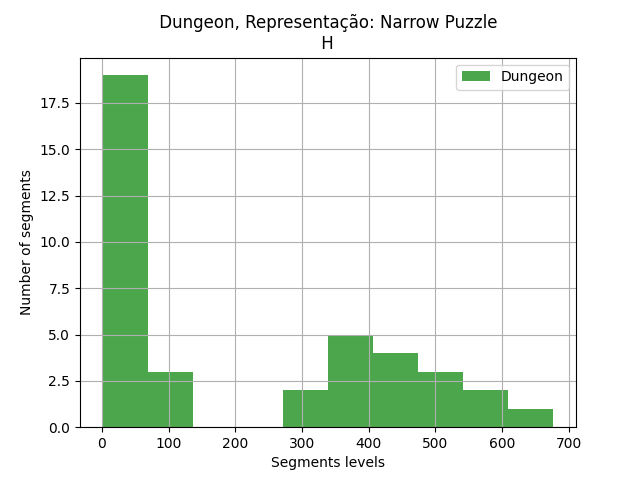 Dungeon, Representação: Narrow Puzzle
H
Dungeon
17.5
15.0
12.5
10.0
7.5
5.0
2.5
0.0
Number of segments
0 100 200 300 400 500 600 700
Segments levels